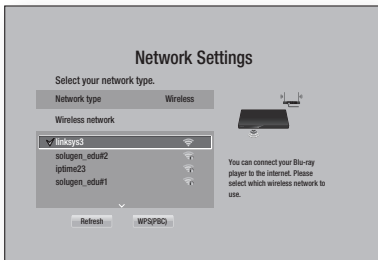 Network Settings
Select your network type.
Network type Wireless
Wireless network
linksys3
solugen_edu#2
iptime23
solugen_edu#1
Refresh WPS(PBC)
You can connect your Blu-ray
player to the internet. Please
select which wireless network to
use.